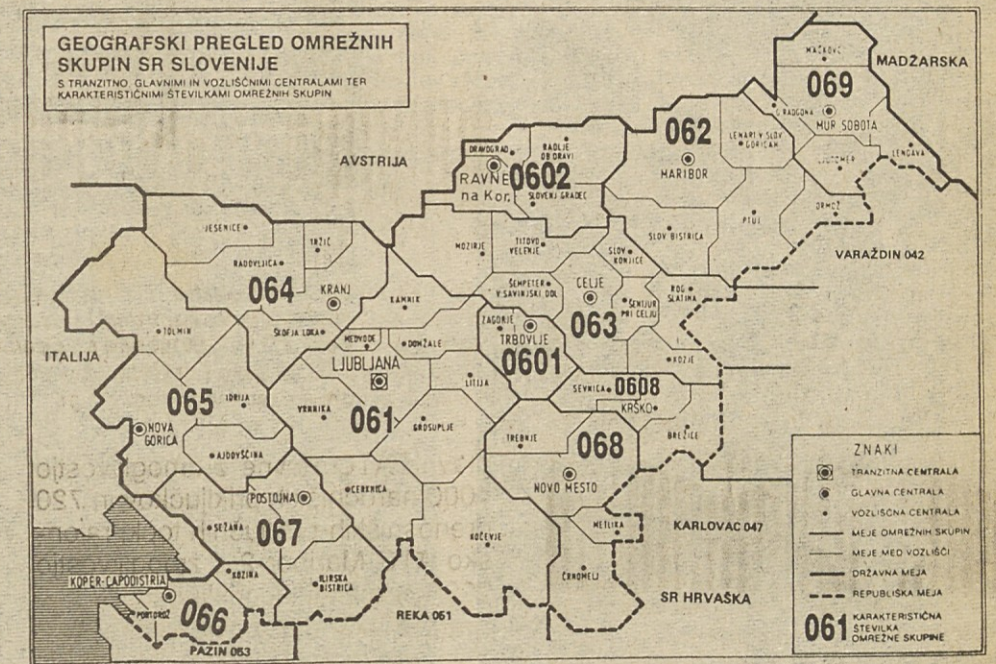 GEOGRAFSKI PREGLED OMREŽNIH
SKUPIN SR SLOVENIJE
S TRANZITNO, GLAVNIMI IN VOZLIŠČNIMI CENTRALAMI TER
KARAKTERISTIČNIMI ŠTEVILKAMI OMREŽNIH SKUPIN
MADŽARSKA
069
G RADGONA
MUR SOBOTA
LENDAVA
LJUTOMER
ORMOŽ
062
LENART V SLOV
GORICAH
MARIBOR
PTUJ
SLOV BISTRICA
VARAŽDIN 042
AVSTRIJA
DRAVOGRAD
RADLJE
OB DRAVI
RAVNE
na Kor.
0602
SLOVENJ GRADEC
MOZIRJE
TITOVO
VELENJE
SLOV
KONJICE
JESENICE
TRŽIČ
RADOVLJICA
064
KRANJ
ŠKOFJA LOKA
KAMNIK
ŠEMPETER
V SAVINJSKI DOL
CELJE
063
ŠENTJUR
PRI CELJU
ROG
SLATINA
KOZJE
ZAGORJE
TRBOVLJE
0601
ITALIJA
TOLMIN
MEDVODE
DOMŽALE
LJUBLJANA
LITIJA
VRHNIKA
061
GROSUPLJE
SEVNICA
0608
KRŠKO
BREŽICE
065
IDRIJA
NOVA
GORICA
AJDOVŠČINA
TREBNJE
068
NOVO MESTO
POSTOJNA
CERKNICA
SEŽANA
067
KOZINA
ILIRSKA
BISTRICA
KOČEVJE
METLIKA
ČRNOMELJ
KARLOVAC 047
SR HRVAŠKA
KOPER-CAPODISTRIA
PORTOROŽ
066
PAZIN 053
REKA 051
ZNAKI
TRANZITNA CENTRALA
GLAVNA CENTRALA
VOZLIŠČNA CENTRALA
MEJE OMREŽNIH SKUPIN
MEJE MED VOZLIŠČI
DRŽAVNA MEJA
REPUBLIŠKA MEJA
061 KARAKTERISTIČNA
ŠTEVILKA
OMREŽNE SKUPINE